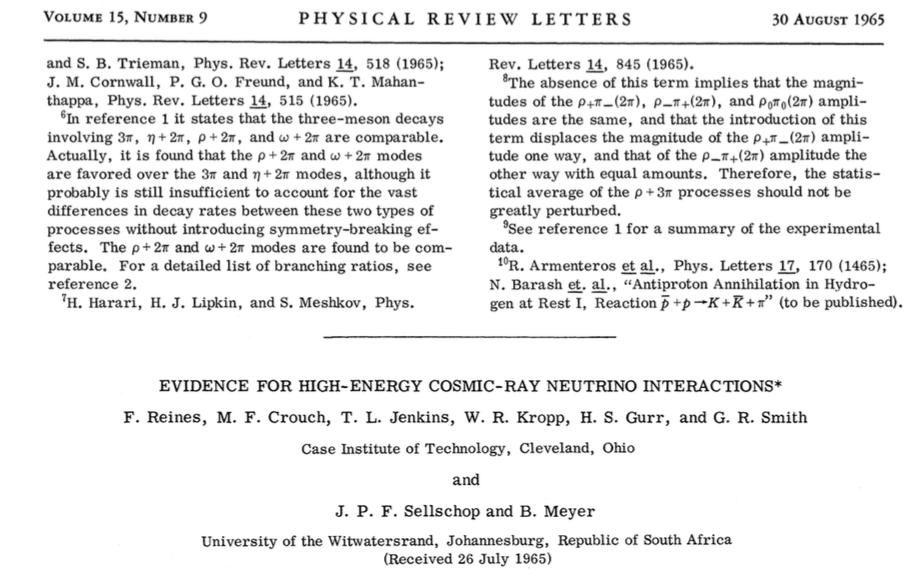 VOLUME 15, NUMBER 9 PHYSICAL REVIEW LETTERS 30 AUGUST 1965
and S. B. Trieman, Phys. Rev. Letters 14, 518 (1965);
J. M. Cornwall, P. G. O. Freund, and K. T. Mahan-
thappa, Phys. Rev. Letters 14, 515 (1965).
⁶In reference 1 it states that the three-meson decays
involving 3π, η+2π, ρ+2π, and ω+2π are comparable.
Actually, it is found that the ρ+2π and ω+2π modes
are favored over the 3π and η+2π modes, although it
probably is still insufficient to account for the vast
differences in decay rates between these two types of
processes without introducing symmetry-breaking ef-
fects. The ρ+2π and ω+2π modes are found to be com-
parable. For a detailed list of branching ratios, see
reference 2.
⁷H. Harari, H. J. Lipkin, and S. Meshkov, Phys.
Rev. Letters 14, 845 (1965).
⁸The absence of this term implies that the magni-
tudes of the ρ₊π₋(2π), ρ₋π₊(2π), and ρ₀π₀(2π) ampli-
tudes are the same, and that the introduction of this
term displaces the magnitude of the ρ₊π₋(2π) ampli-
tude one way, and that of the ρ₋π₊(2π) amplitude the
other way with equal amounts. Therefore, the statis-
tical average of the ρ+3π processes should not be
greatly perturbed.
⁹See reference 1 for a summary of the experimental
data.
¹⁰R. Armenteros et al., Phys. Letters 17, 170 (1465);
N. Barash et. al., “Antiproton Annihilation in Hydro-
gen at Rest I, Reaction p̅+p→K+K̅+π” (to be published).
EVIDENCE FOR HIGH-ENERGY COSMIC-RAY NEUTRINO INTERACTIONS*
F. Reines, M. F. Crouch, T. L. Jenkins, W. R. Kropp, H. S. Gurr, and G. R. Smith
Case Institute of Technology, Cleveland, Ohio
and
J. P. F. Sellschop and B. Meyer
University of the Witwatersrand, Johannesburg, Republic of South Africa
(Received 26 July 1965)